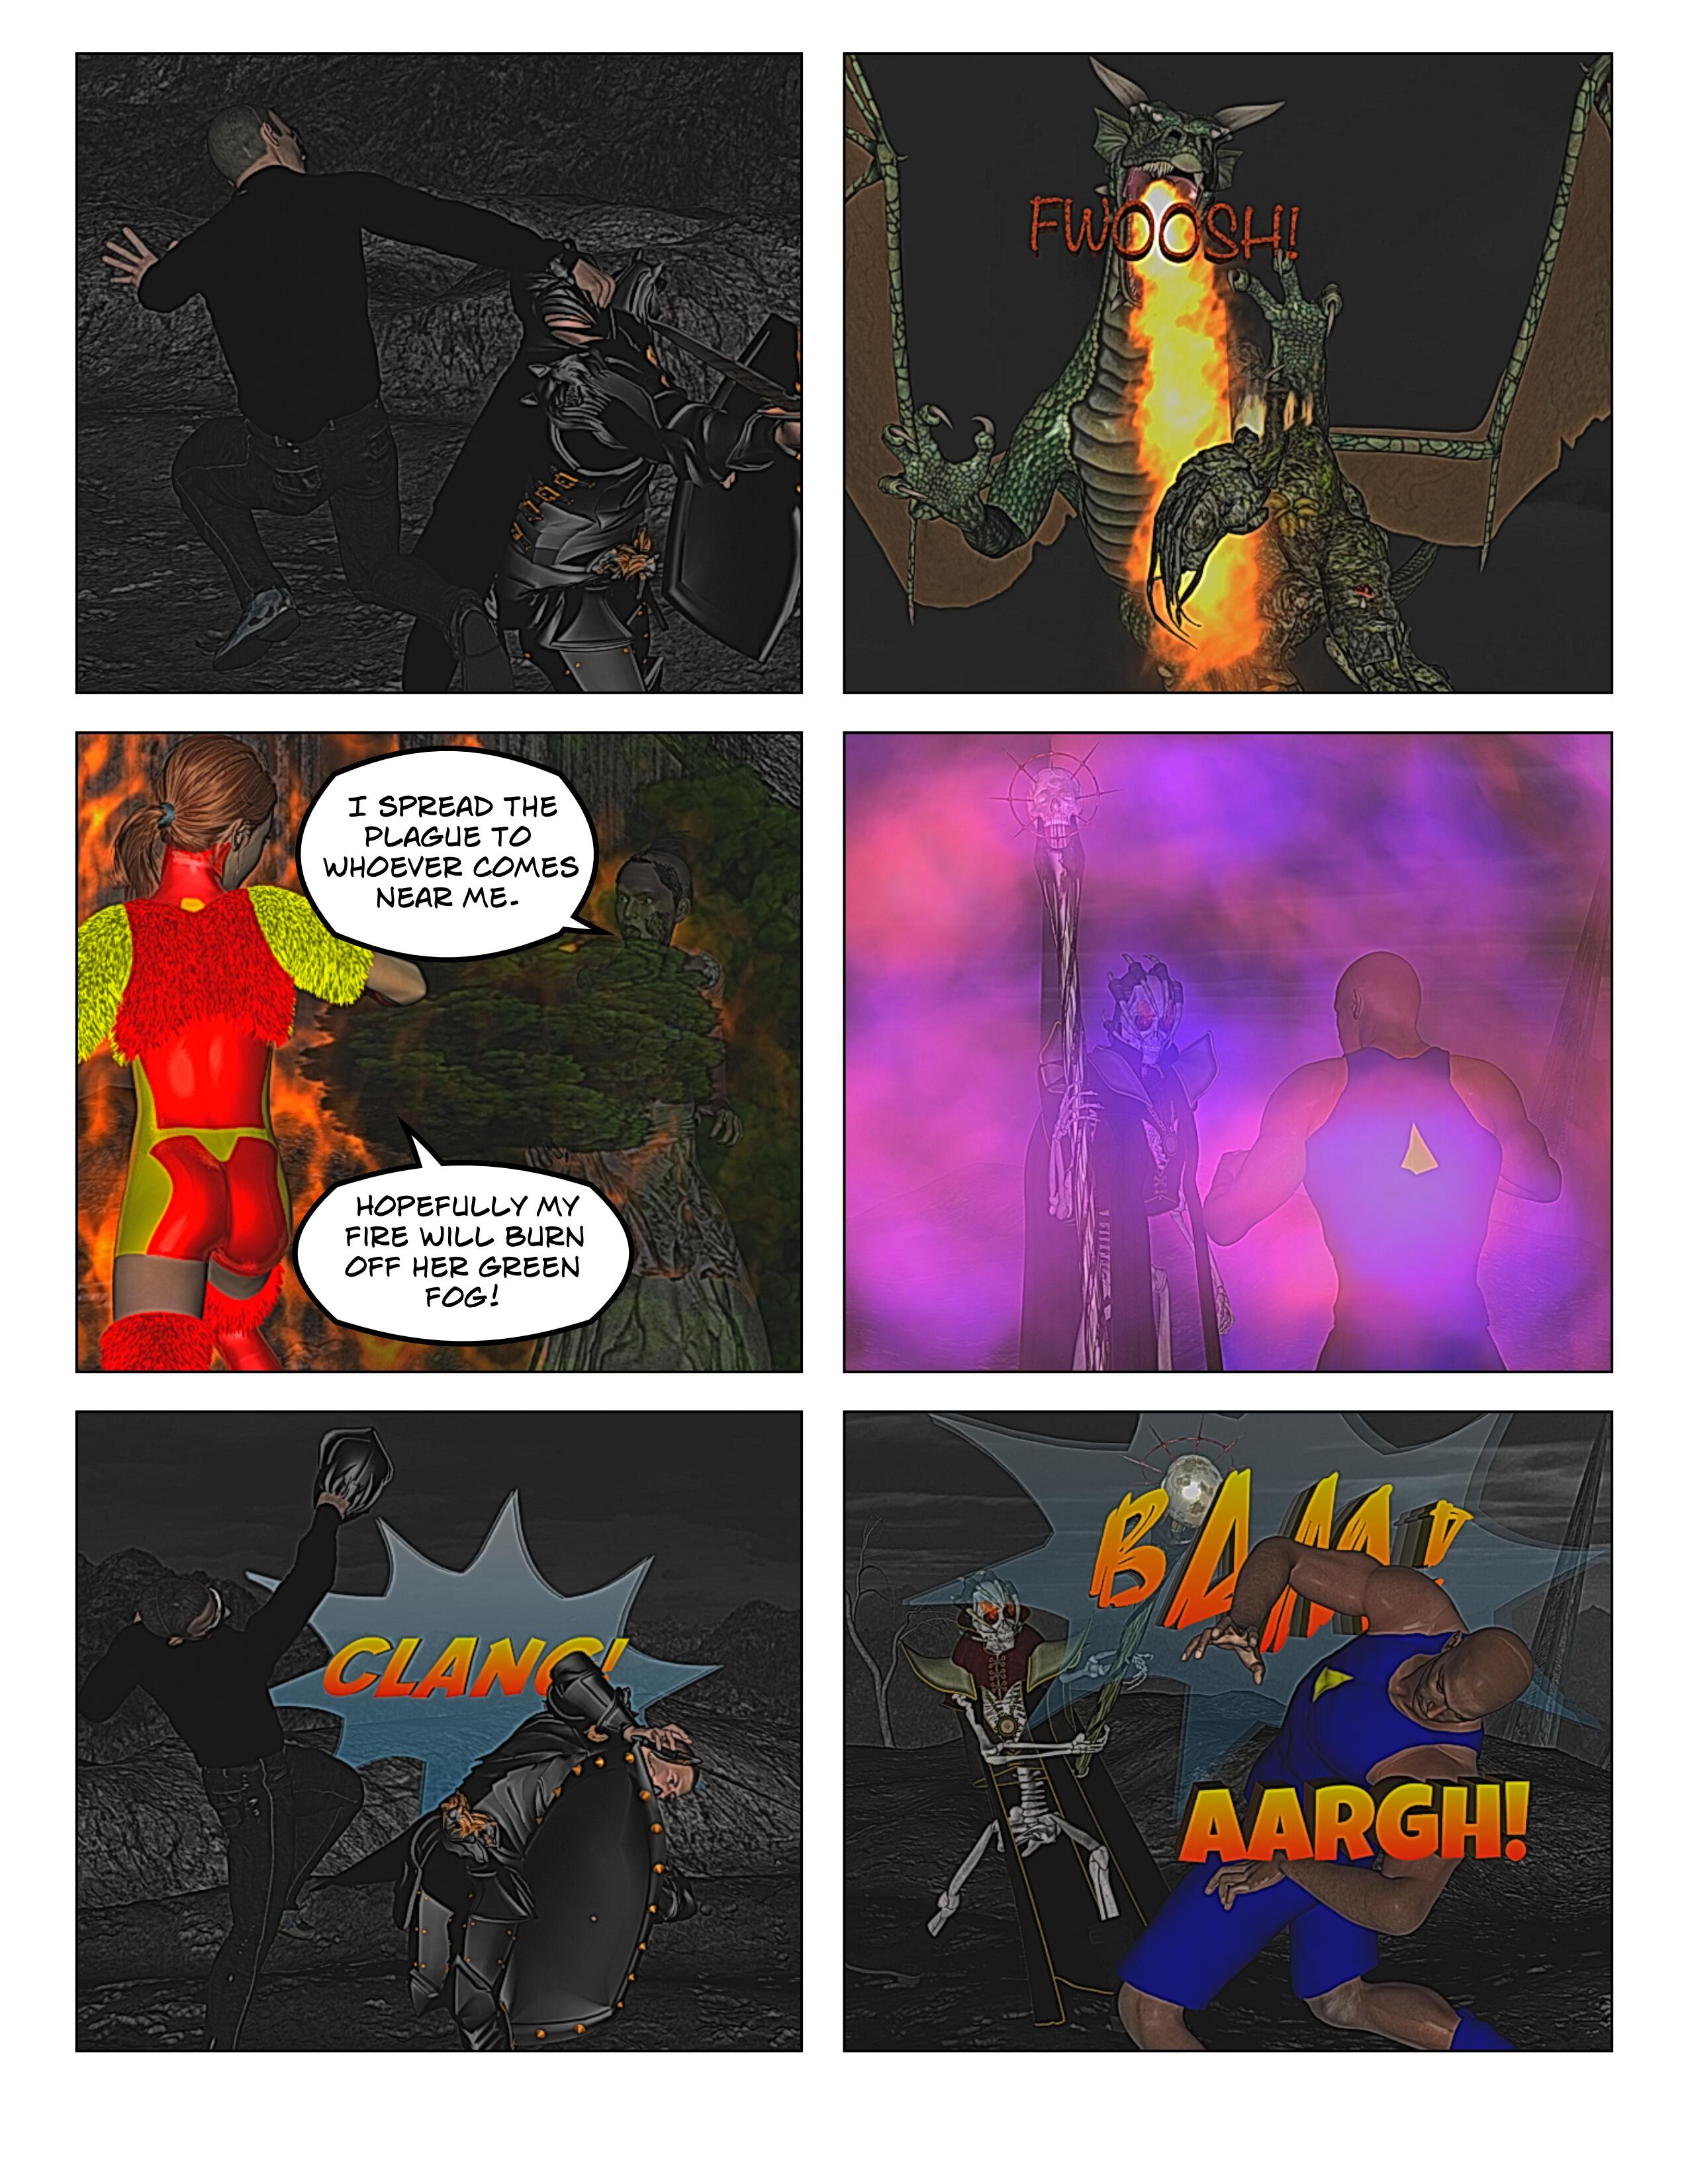 FWOOSH!
I SPREAD THE
PLAGUE TO
WHOEVER COMES
NEAR ME.
HOPEFULLY MY
FIRE WILL BURN
OFF HER GREEN
FOG!
CLANG!
BAM!
AARGH!